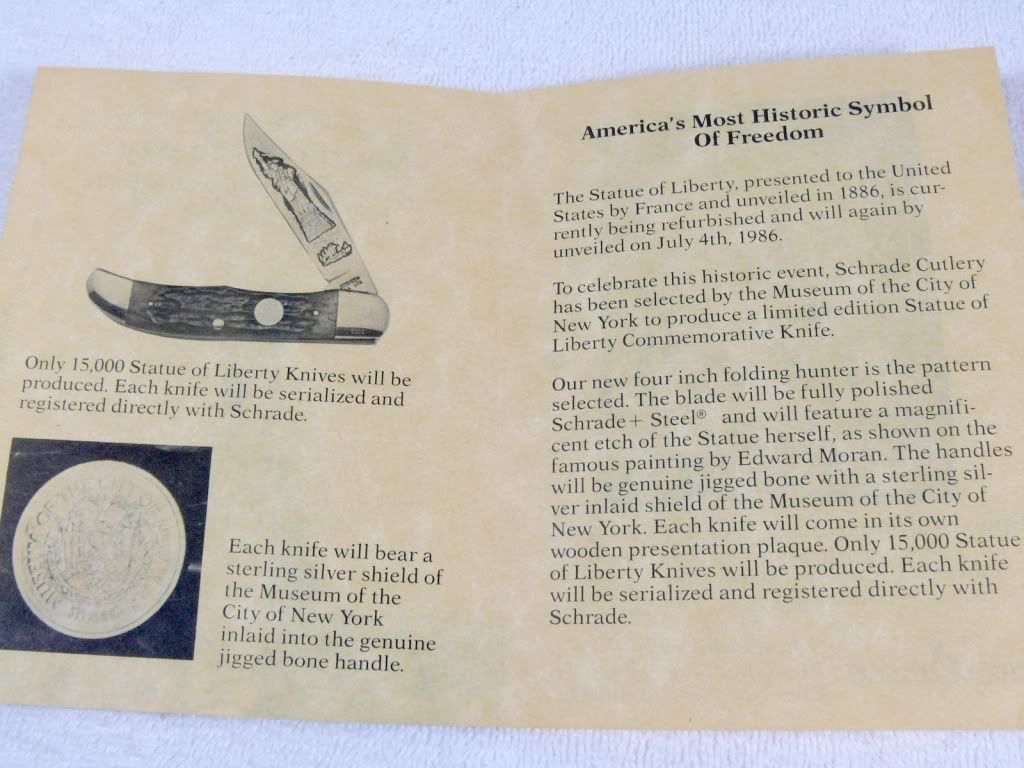 Only 15,000 Statue of Liberty Knives will be
produced. Each knife will be serialized and
registered directly with Schrade.
MUSEUM OF THE CITY OF NEW
Each knife will bear a
sterling silver shield of
the Museum of the
City of New York
inlaid into the genuine
jigged bone handle.
America's Most Historic Symbol
Of Freedom
The Statue of Liberty, presented to the United
States by France and unveiled in 1886, is cur-
rently being refurbished and will again by
unveiled on July 4th, 1986.
To celebrate this historic event, Schrade Cutlery
has been selected by the Museum of the City of
New York to produce a limited edition Statue of
Liberty Commemorative Knife.
Our new four inch folding hunter is the pattern
selected. The blade will be fully polished
Schrade+ Steel® and will feature a magnifi-
cent etch of the Statue herself, as shown on the
famous painting by Edward Moran. The handles
will be genuine jigged bone with a sterling sil-
ver inlaid shield of the Museum of the City of
New York. Each knife will come in its own
wooden presentation plaque. Only 15,000 Statue
of Liberty Knives will be produced. Each knife
will be serialized and registered directly with
Schrade.